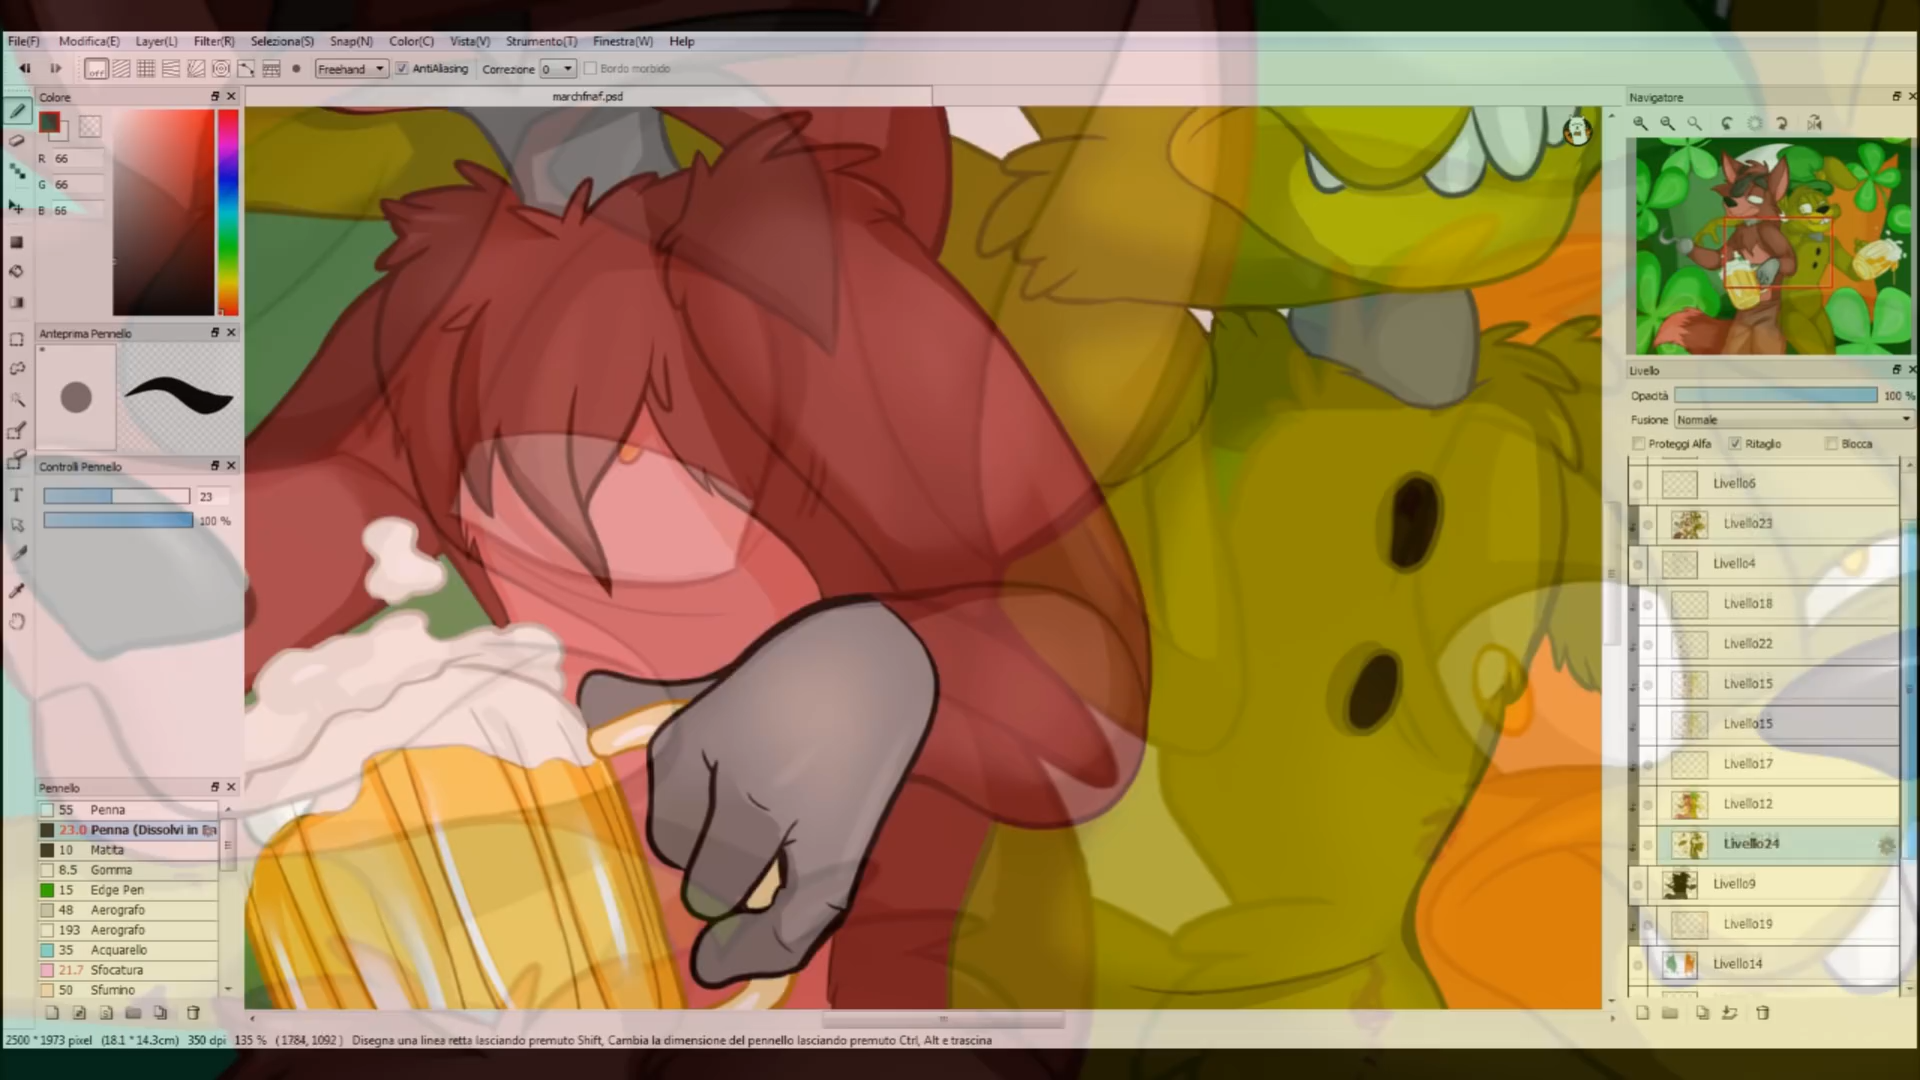 File(F) Modifica(E) Layer(L) Filter(R) Seleziona(S) Snap(N) Color(C) Vista(V) Strumento(T) Finestra(W) Help
off Freehand AntiAliasing Correzione 0 Bordo morbido
Colore
marchfnaf.psd
Navigatore
R 66
G 66
B 66
Anteprima Pennello
Livello
Opacità 100 %
Fusione Normale
Proteggi Alfa Ritaglio Blocca
Controlli Pennello
23
100 %
Livello6
Livello23
Livello4
Livello18
Livello22
Livello15
Livello15
Livello17
Livello12
Livello24
Livello9
Livello19
Livello14
Pennello
55 Penna
23.0 Penna (Dissolvi in
10 Matita
8.5 Gomma
15 Edge Pen
48 Aerografo
193 Aerografo
35 Acquarello
21.7 Sfocatura
50 Sfumino
2500 * 1973 pixel (18.1 * 14.3cm) 350 dpi 135 % ( 1784, 1092 ) Disegna una linea retta lasciando premuto Shift, Cambia la dimensione del pennello lasciando premuto Ctrl, Alt e trascina